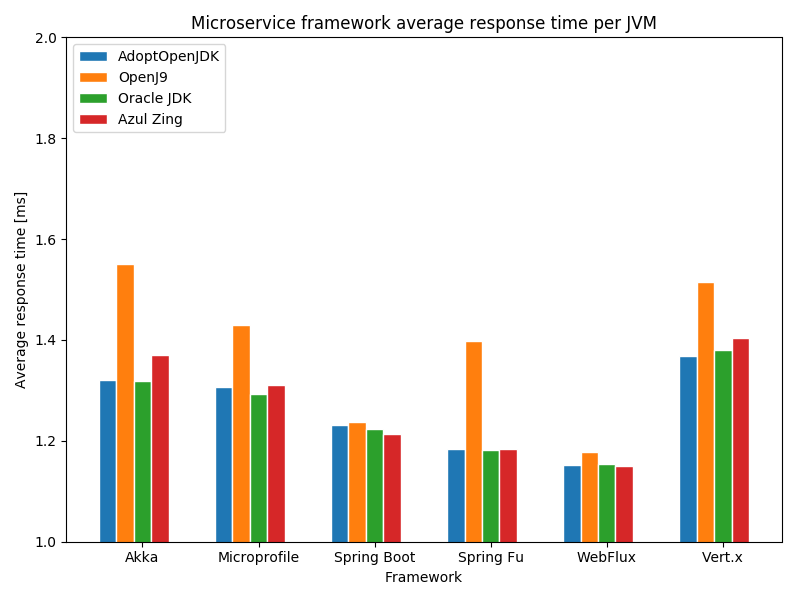 Microservice framework average response time per JVM
AdoptOpenJDK
OpenJ9
Oracle JDK
Azul Zing
Average response time [ms]
2.0
1.8
1.6
1.4
1.2
1.0
Akka
Microprofile
Spring Boot
Spring Fu
WebFlux
Vert.x
Framework